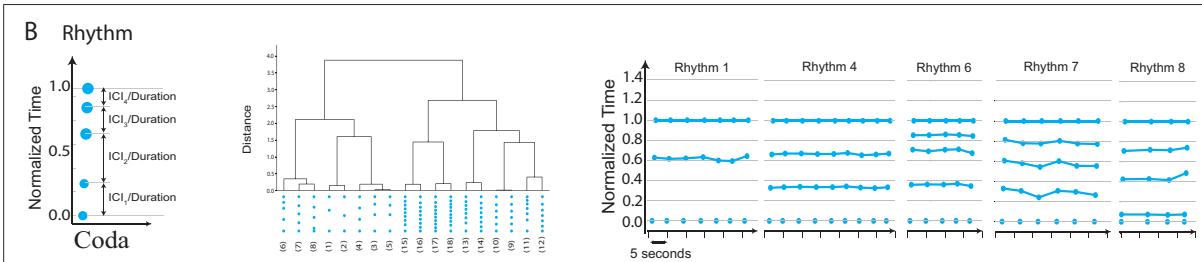 B Rhythm
Normalized Time
1.0
0.5
0.0
ICI4/Duration
ICI3/Duration
ICI2/Duration
ICI1/Duration
Coda
Distance
4.0
3.5
3.0
2.5
2.0
1.5
1.0
0.5
0.0
(6) (7) (8) (1) (2) (4) (3) (5) (15) (16) (17) (18) (13) (14) (10) (9) (11) (12)
Normalized Time
1.4
1.2
1.0
0.8
0.6
0.4
0.2
0.0
Rhythm 1 Rhythm 4 Rhythm 6 Rhythm 7 Rhythm 8
5 seconds